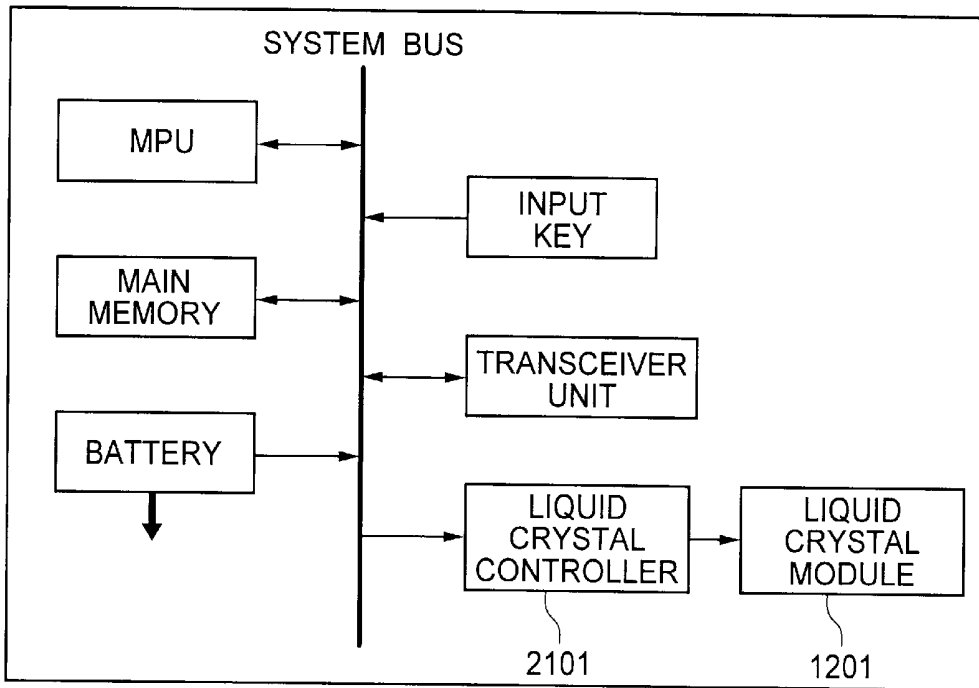 SYSTEM BUS
MPU
INPUT
KEY
MAIN
MEMORY
TRANSCEIVER
UNIT
BATTERY
LIQUID
CRYSTAL
CONTROLLER
LIQUID
CRYSTAL
MODULE
2101
1201